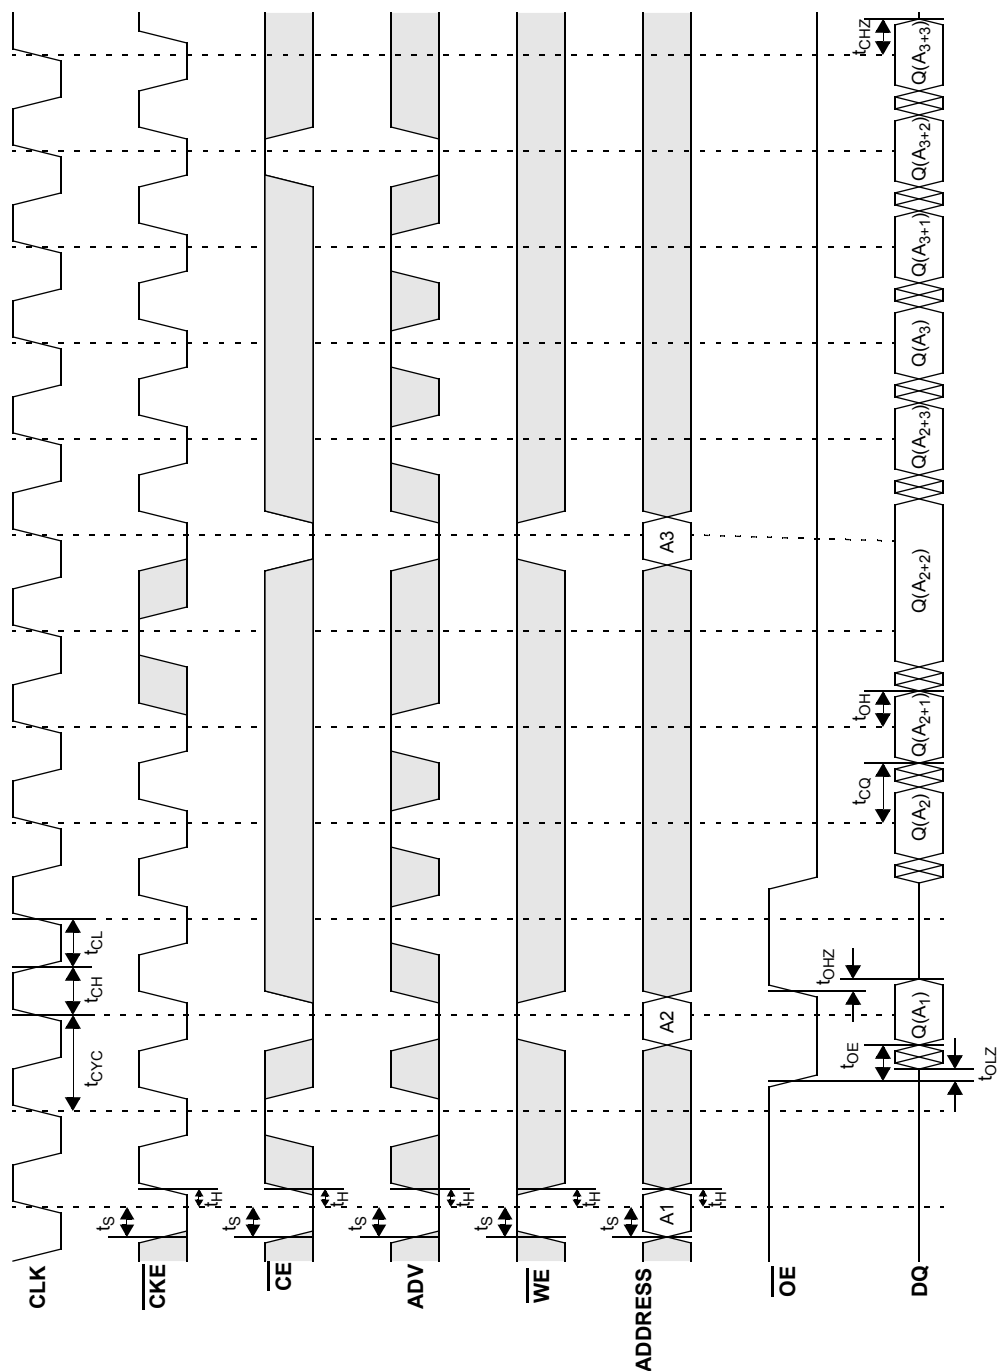 CLK
tCYC
tCH
tCL
CKE
tS
tH
CE
tS
tH
ADV
tS
tH
WE
tS
tH
ADDRESS
tS
tH
A1
A2
A3
OE
tOE
tOHZ
tCQ
tOH
tCHZ
DQ
Q(A1)
Q(A2)
Q(A2+1)
Q(A2+2)
Q(A2+3)
Q(A3)
Q(A3+1)
Q(A3+2)
Q(A3+3)
tOLZ